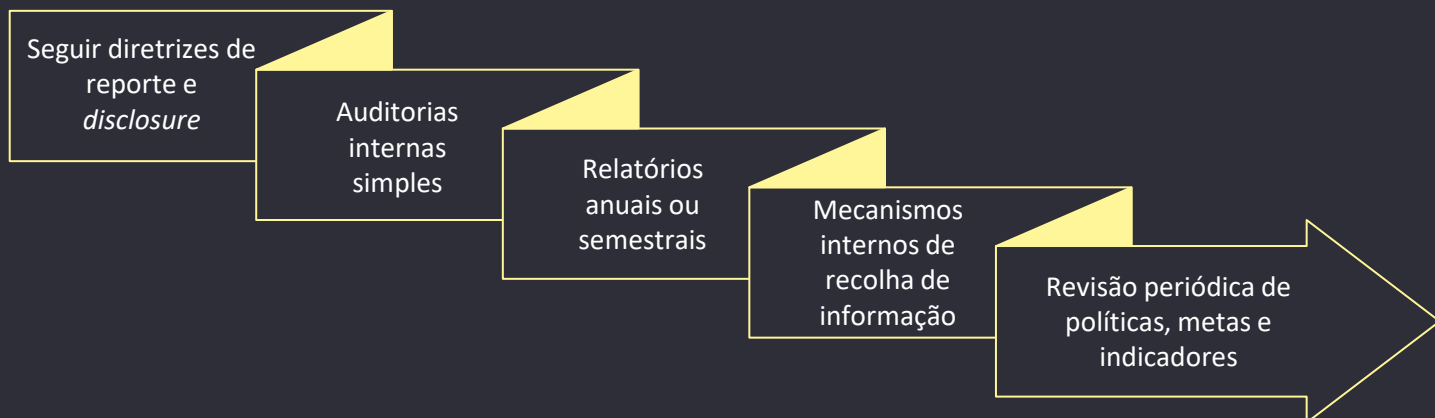 Seguir diretrizes de
reporte e
disclosure
Auditorias
internas
simples
Relatórios
anuais ou
semestrais
Mecanismos
internos de
recolha de
informação
Revisão periódica de
políticas, metas e
indicadores